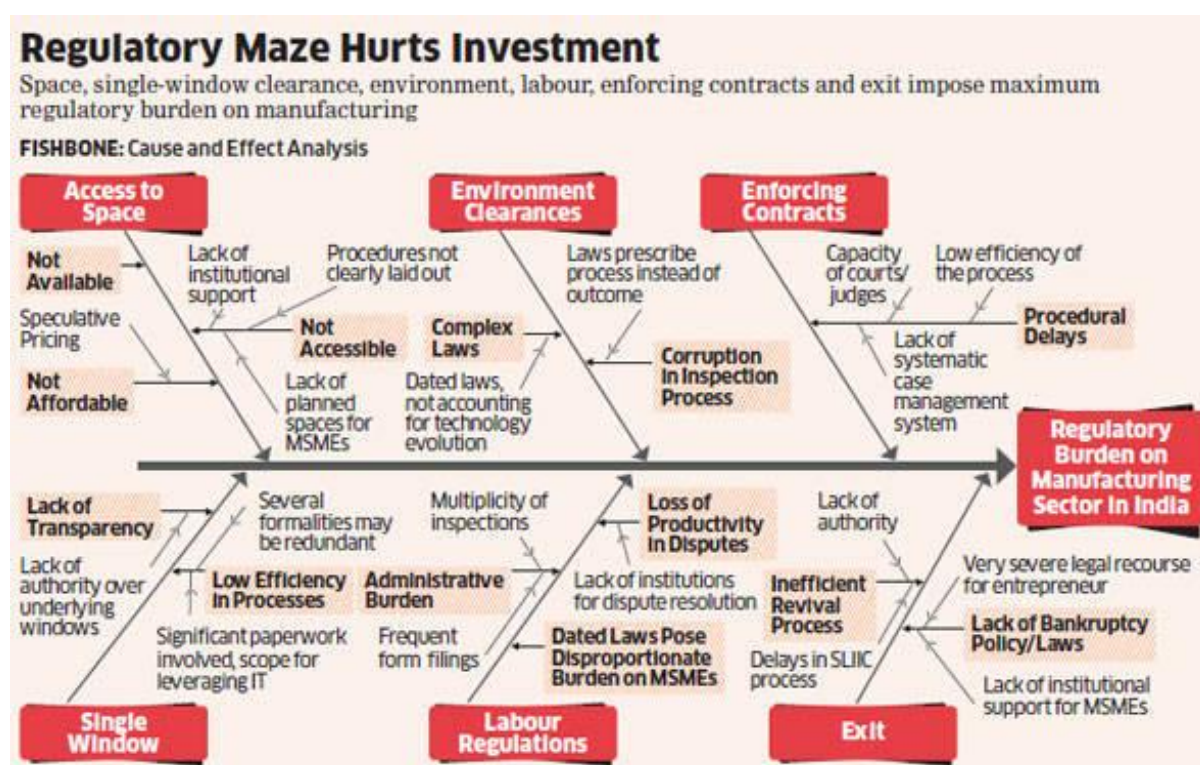 Regulatory Maze Hurts Investment
Space, single-window clearance, environment, labour, enforcing contracts and exit impose maximum
regulatory burden on manufacturing
FISHBONE: Cause and Effect Analysis
Access to
Space
Environment
Clearances
Enforcing
Contracts
Not
Available
Lack of
institutional
support
Procedures not
clearly laid out
Speculative
Pricing
Not
Accessible
Not
Affordable
Lack of
planned
spaces for
MSMEs
Laws prescribe
process instead of
outcome
Complex
Laws
Corruption
In Inspection
Process
Dated laws,
not accounting
for technology
evolution
Capacity
of courts/
judges
Low efficiency of
the process
Procedural
Delays
Lack of
systematic
case
management
system
Regulatory
Burden on
Manufacturing
Sector in India
Lack of
Transparency
Several
formalities may
be redundant
Lack of
authority over
underlying
windows
Low Efficiency
In Processes
Significant paperwork
involved, scope for
leveraging IT
Multiplicity of
inspections
Loss of
Productivity
In Disputes
Administrative
Burden
Lack of institutions
for dispute resolution
Frequent
form filings
Dated Laws Pose
Disproportionate
Burden on MSMEs
Lack of
authority
Very severe legal recourse
for entrepreneur
Inefficient
Revival
Process
Lack of Bankruptcy
Policy/Laws
Delays in SLIIC
process
Lack of institutional
support for MSMEs
Single
Window
Labour
Regulations
Exit